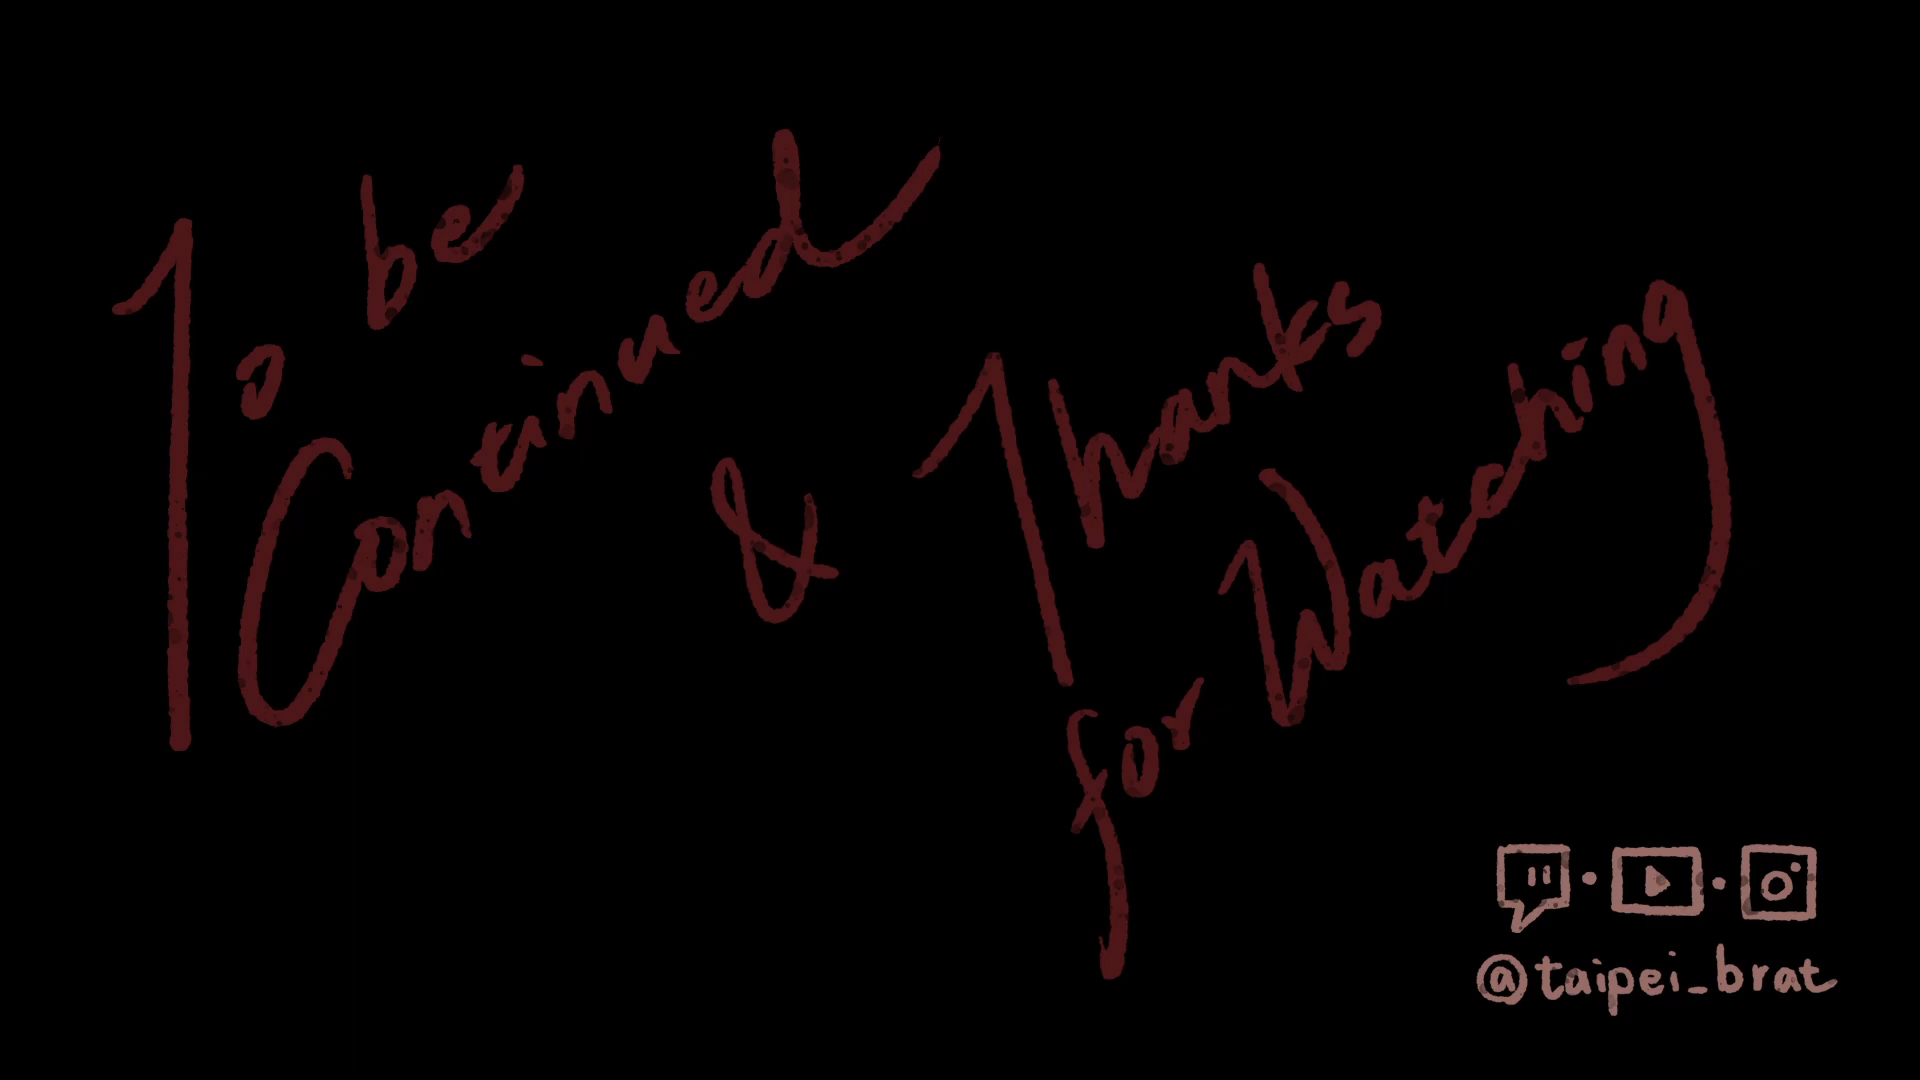 To be
Continued
& Thanks
for Watching
@taipei_brat